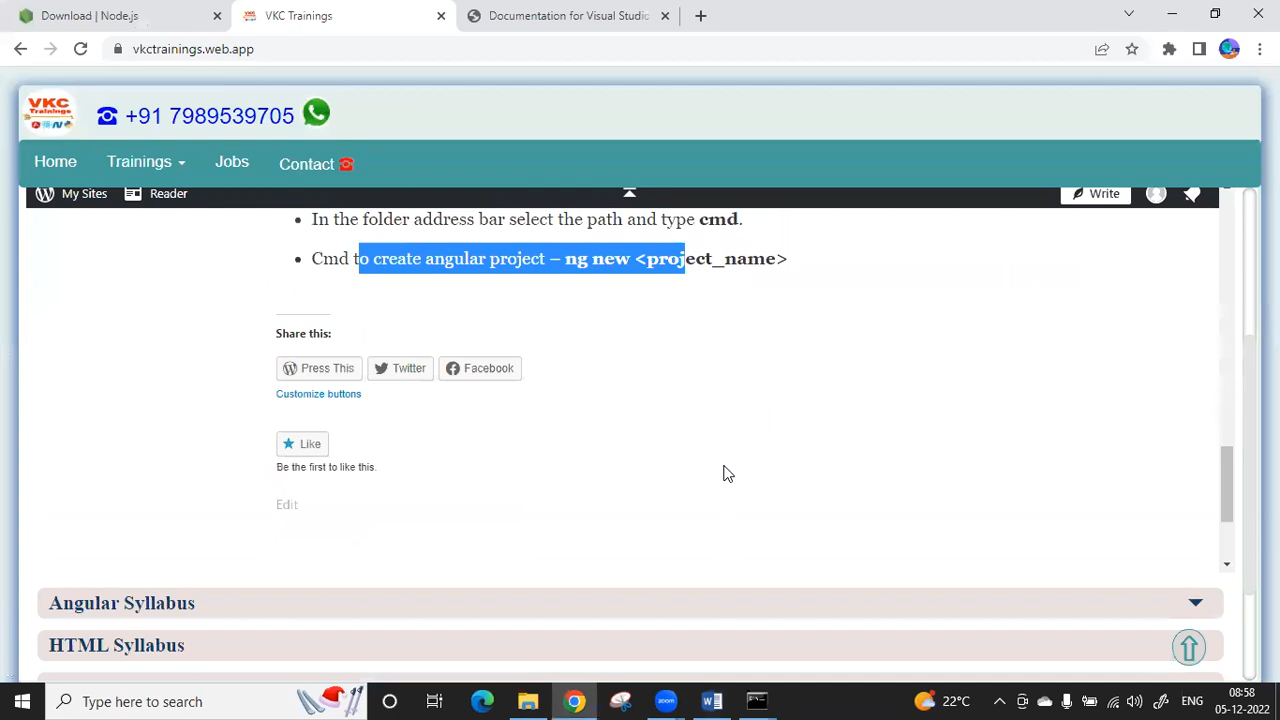 Download | Node.js
VKC Trainings
Documentation for Visual Studio
vkctrainings.web.app
VKC
Trainings
+91 7989539705
Home
Trainings
Jobs
Contact
My Sites
Reader
Write
In the folder address bar select the path and type cmd.
Cmd to create angular project – ng new <project_name>
Share this:
Press This
Twitter
Facebook
Customize buttons
Like
Be the first to like this.
Edit
Angular Syllabus
HTML Syllabus
Type here to search
zoom
22°C
ENG
08:58
05-12-2022